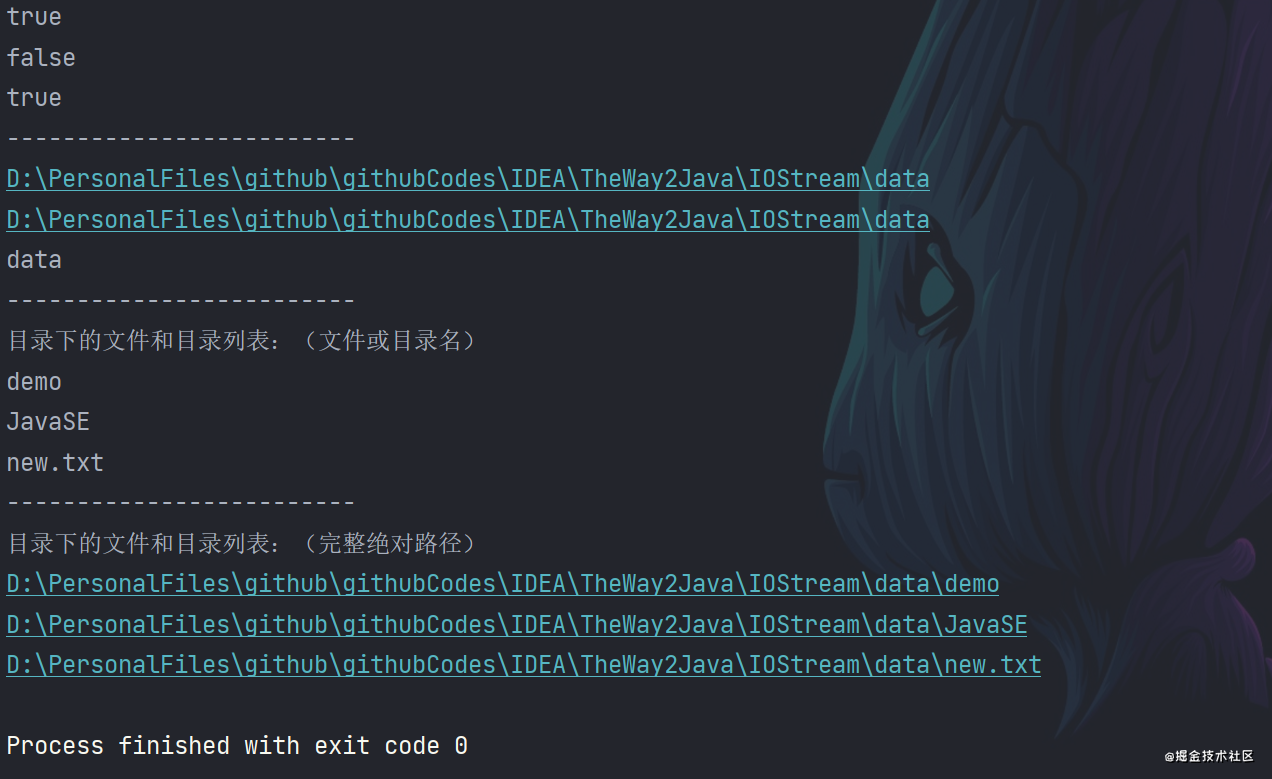 true
false
true
-------------------------
D:\PersonalFiles\github\githubCodes\IDEA\TheWay2Java\IOStream\data
D:\PersonalFiles\github\githubCodes\IDEA\TheWay2Java\IOStream\data
data
-------------------------
目录下的文件和目录列表：（文件或目录名）
demo
JavaSE
new.txt
-------------------------
目录下的文件和目录列表：（完整绝对路径）
D:\PersonalFiles\github\githubCodes\IDEA\TheWay2Java\IOStream\data\demo
D:\PersonalFiles\github\githubCodes\IDEA\TheWay2Java\IOStream\data\JavaSE
D:\PersonalFiles\github\githubCodes\IDEA\TheWay2Java\IOStream\data\new.txt
Process finished with exit code 0
@掘金技术社区